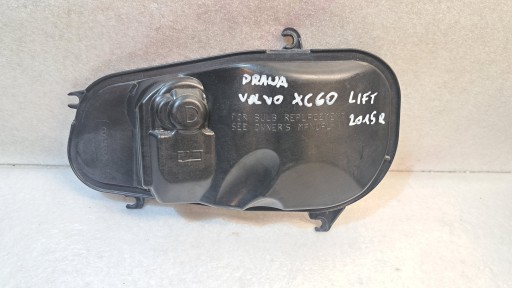 PRAWA
VOLVO XC60 LIFT
2015R
FOR BULB REPLACEMENT
SEE OWNER'S MANUAL